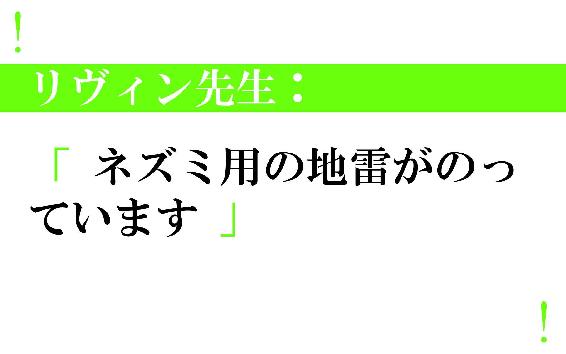 ！
リヴィン先生：
「 ネズミ用の地雷がのっ
ています 」
！